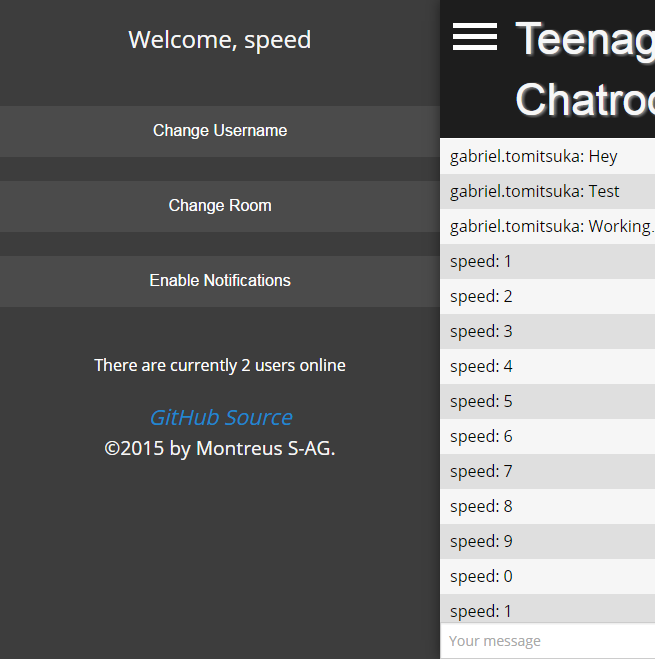 Welcome, speed
Change Username
Change Room
Enable Notifications
There are currently 2 users online
GitHub Source
©2015 by Montreus S-AG.
Teenag
Chatroo
gabriel.tomitsuka: Hey
gabriel.tomitsuka: Test
gabriel.tomitsuka: Working.
speed: 1
speed: 2
speed: 3
speed: 4
speed: 5
speed: 6
speed: 7
speed: 8
speed: 9
speed: 0
speed: 1
Your message